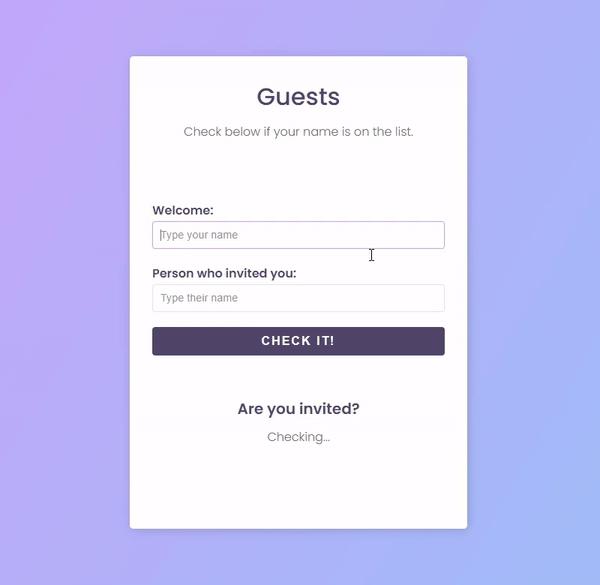 Guests
Check below if your name is on the list.
Welcome:
Type your name
Person who invited you:
Type their name
CHECK IT!
Are you invited?
Checking...